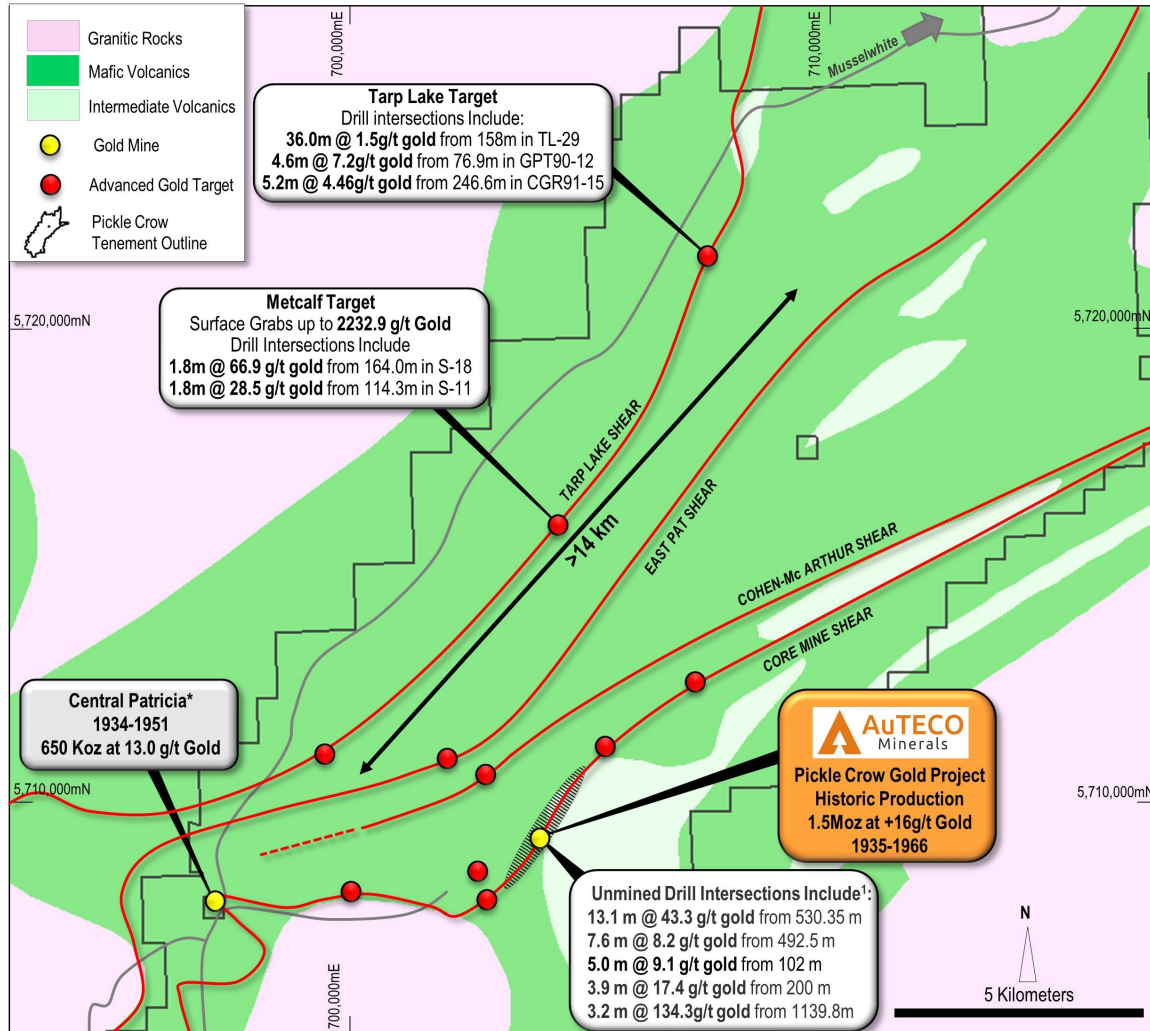 Granitic Rocks
Mafic Volcanics
Intermediate Volcanics
Gold Mine
Advanced Gold Target
Pickle Crow
Tenement Outline
700,000mE
710,000mE
Musselwhite
Tarp Lake Target
Drill intersections Include:
36.0m @ 1.5g/t gold from 158m in TL-29
4.6m @ 7.2g/t gold from 76.9m in GPT90-12
5.2m @ 4.46g/t gold from 246.6m in CGR91-15
Metcalf Target
Surface Grabs up to 2232.9 g/t Gold
Drill Intersections Include
1.8m @ 66.9 g/t gold from 164.0m in S-18
1.8m @ 28.5 g/t gold from 114.3m in S-11
5,720,000mN
5,720,000mN
TARP LAKE SHEAR
>14 km
EAST PAT SHEAR
COHEN-Mc ARTHUR SHEAR
CORE MINE SHEAR
Central Patricia*
1934-1951
650 Koz at 13.0 g/t Gold
AuTECO
Minerals
Pickle Crow Gold Project
Historic Production
1.5Moz at +16g/t Gold
1935-1966
5,710,000mN
5,710,000mN
Unmined Drill Intersections Include¹:
13.1 m @ 43.3 g/t gold from 530.35 m
7.6 m @ 8.2 g/t gold from 492.5 m
5.0 m @ 9.1 g/t gold from 102 m
3.9 m @ 17.4 g/t gold from 200 m
3.2 m @ 134.3g/t gold from 1139.8m
700,000mE
N
5 Kilometers